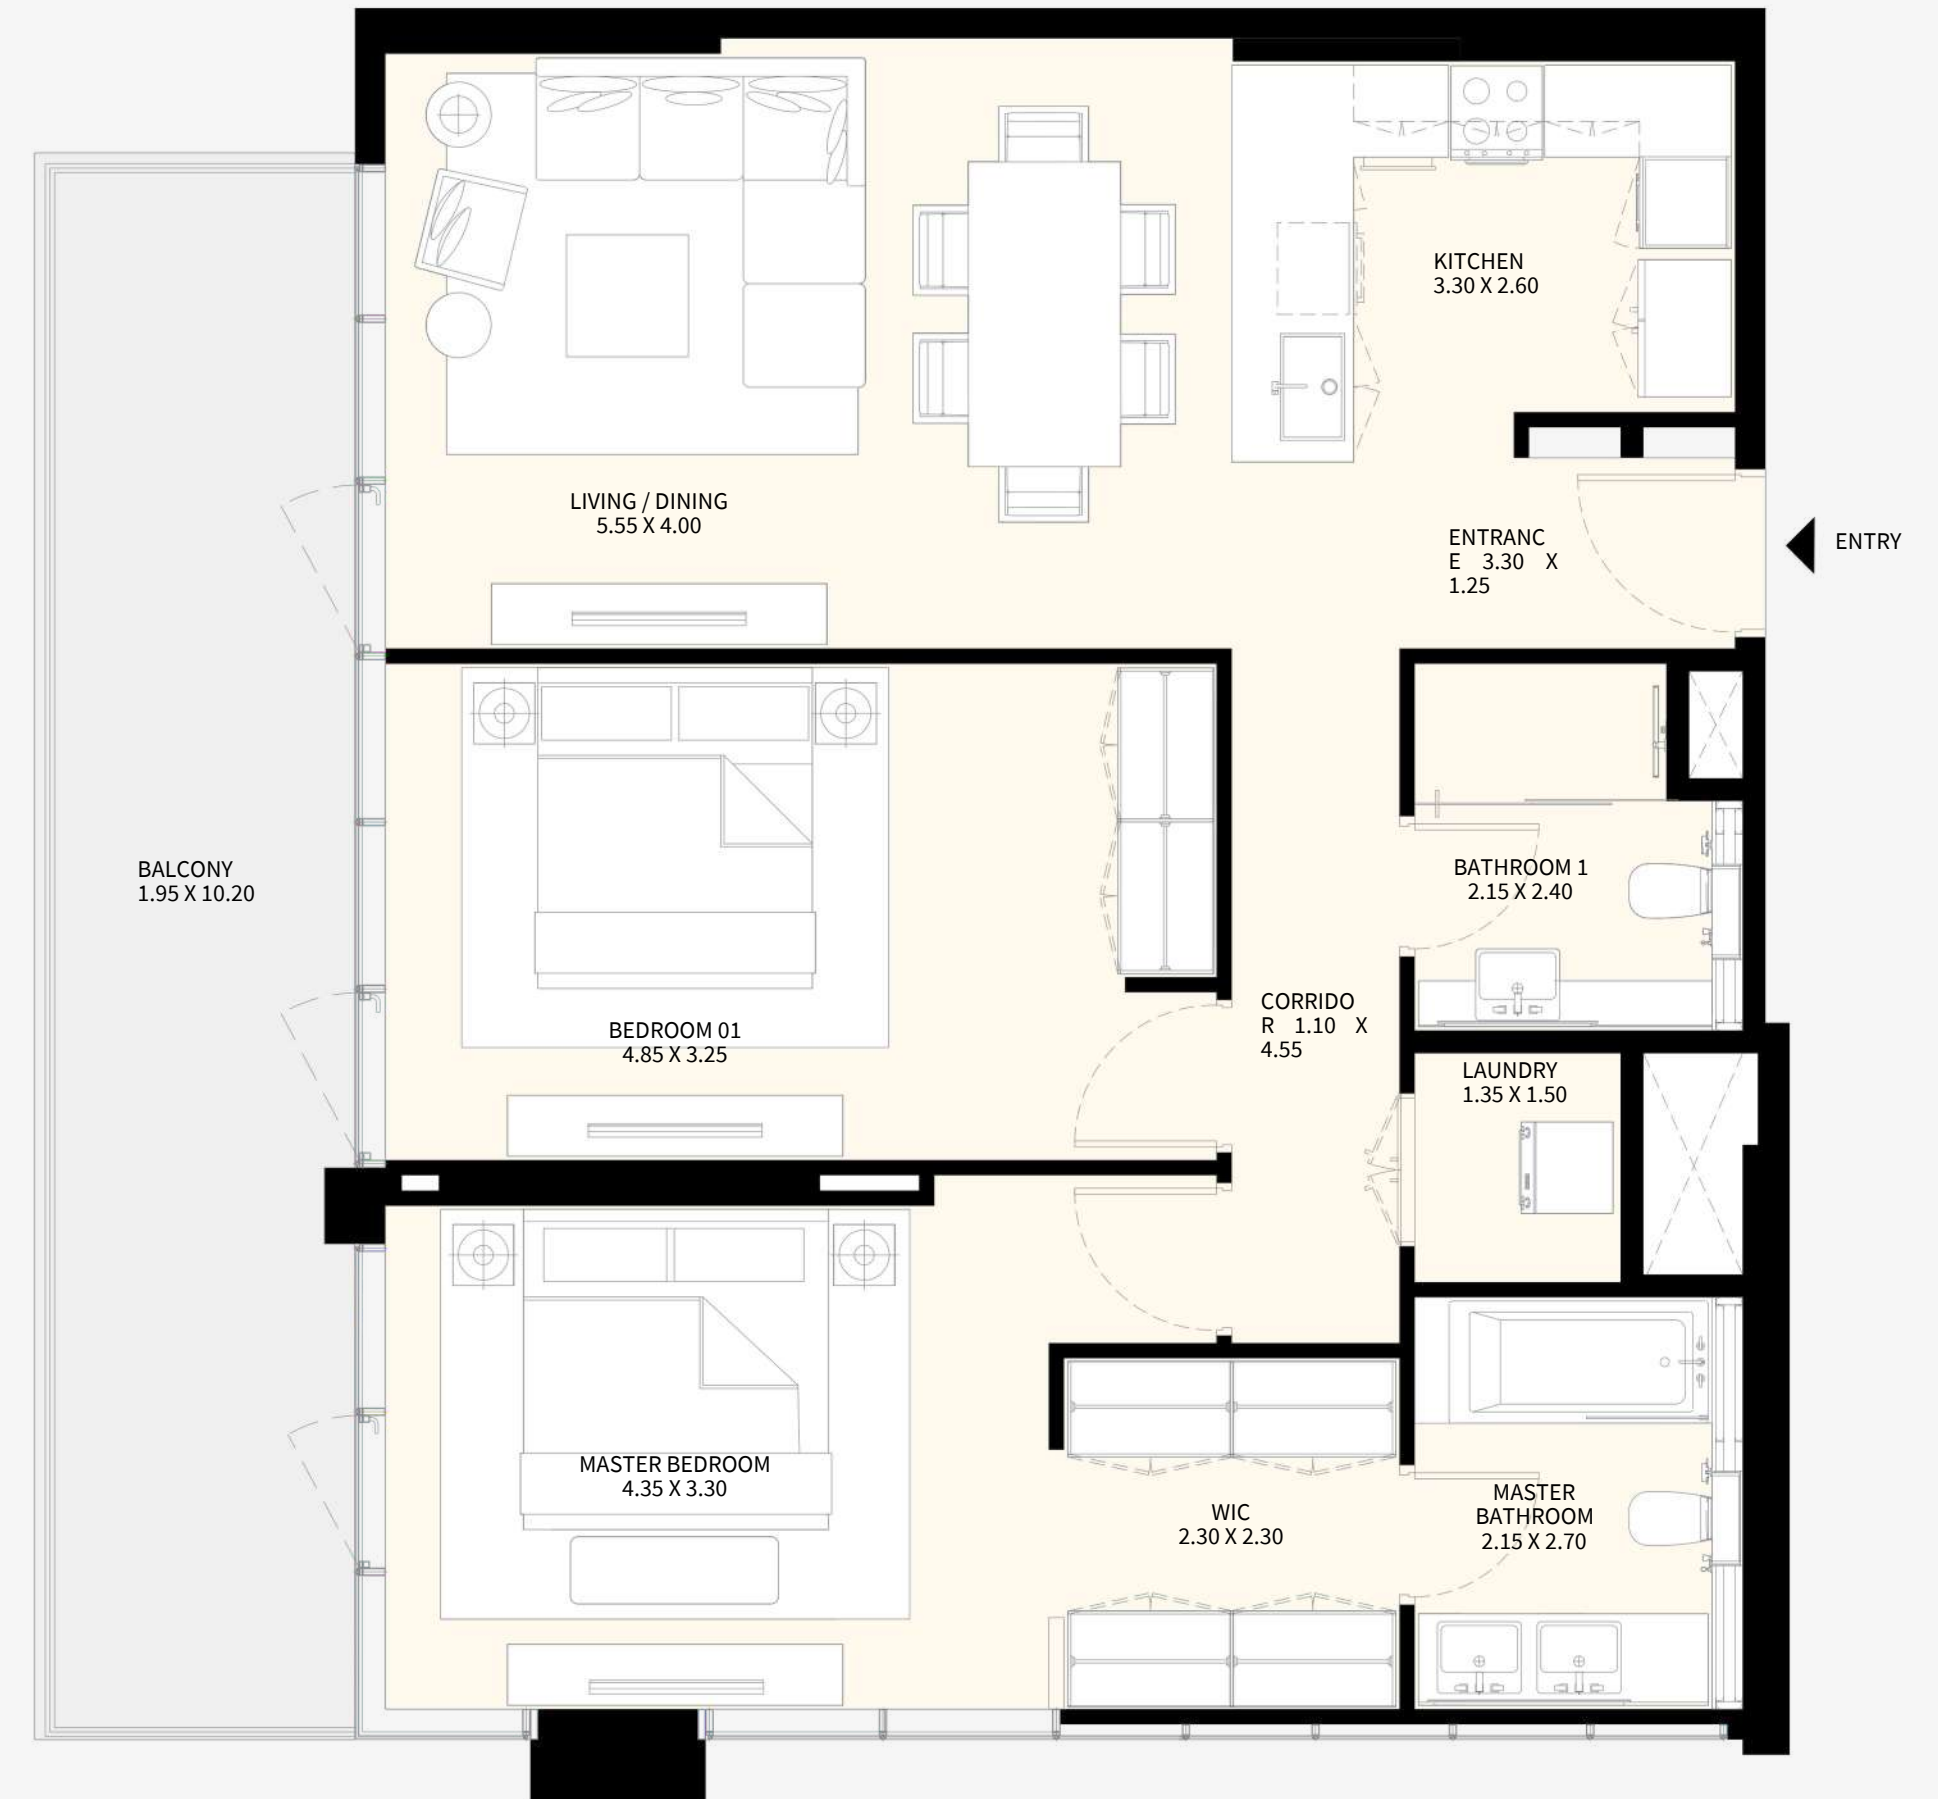 KITCHEN
3.30 X 2.60
LIVING / DINING
5.55 X 4.00
ENTRANC
E 3.30 X
1.25
ENTRY
BALCONY
1.95 X 10.20
BATHROOM 1
2.15 X 2.40
BEDROOM 01
4.85 X 3.25
CORRIDO
R 1.10 X
4.55
LAUNDRY
1.35 X 1.50
MASTER BEDROOM
4.35 X 3.30
WIC
2.30 X 2.30
MASTER
BATHROOM
2.15 X 2.70